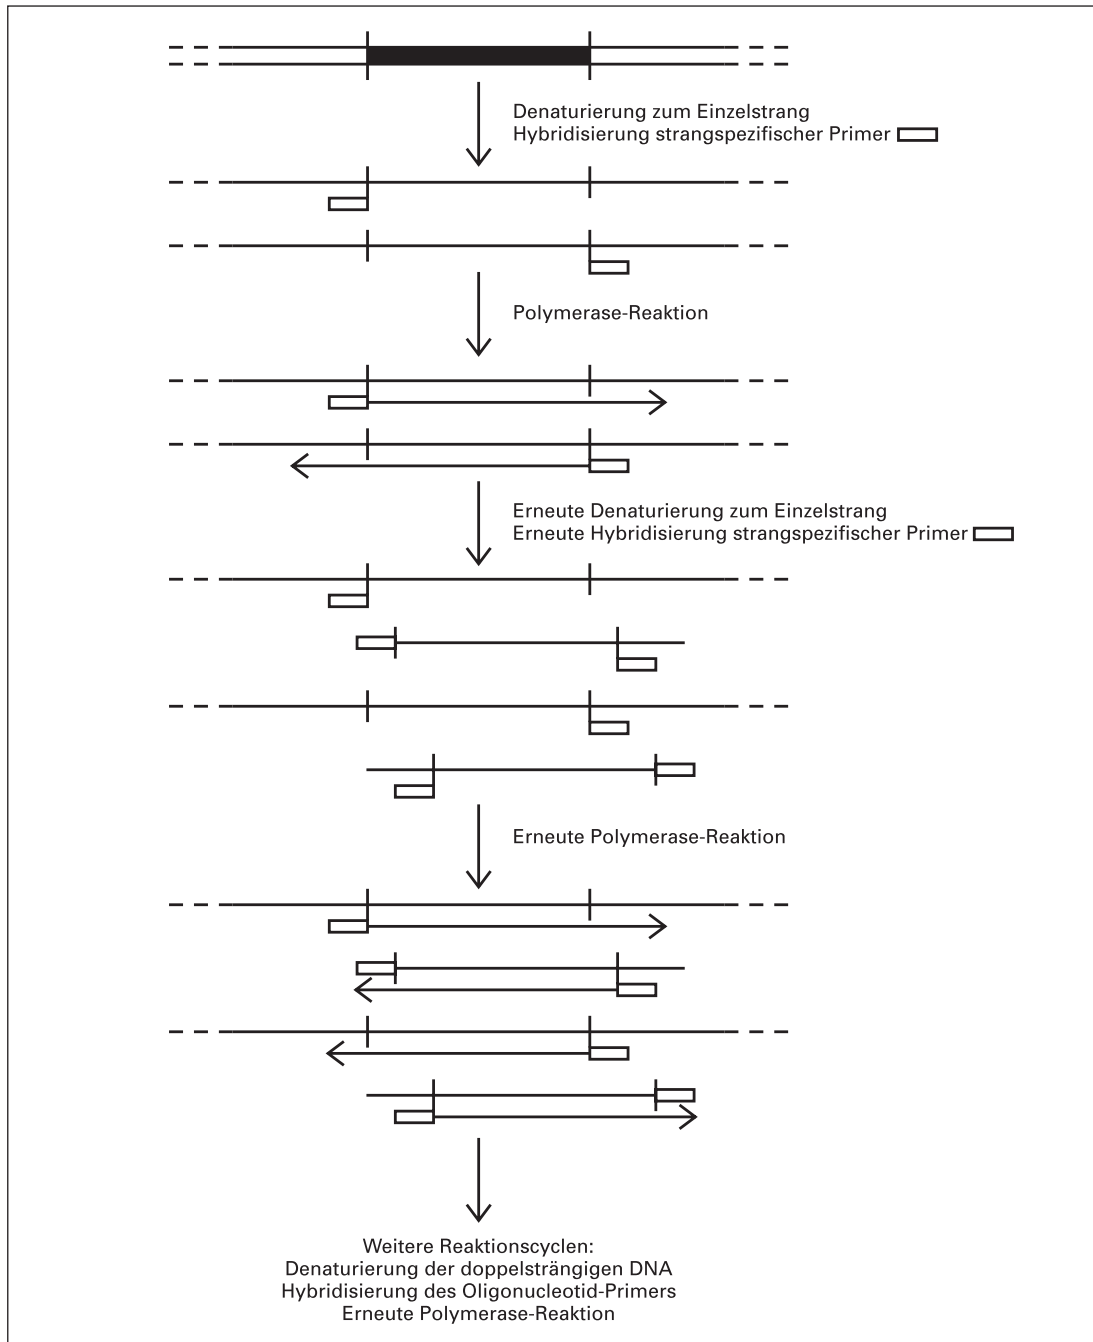 Denaturierung zum Einzelstrang
Hybridisierung strangspezifischer Primer
Polymerase-Reaktion
Erneute Denaturierung zum Einzelstrang
Erneute Hybridisierung strangspezifischer Primer
Erneute Polymerase-Reaktion
Weitere Reaktionscyclen:
Denaturierung der doppelsträngigen DNA
Hybridisierung des Oligonucleotid-Primers
Erneute Polymerase-Reaktion